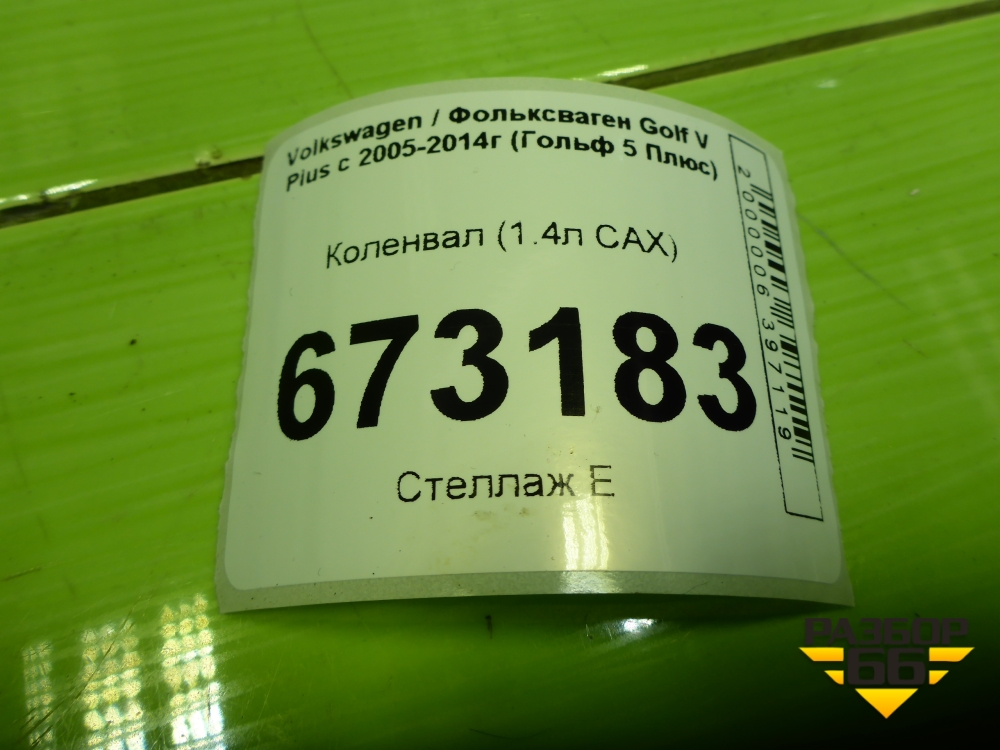 Volkswagen / Фольксваген Golf V
Plus с 2005-2014г (Гольф 5 Плюс)
Коленвал (1.4л CAX)
673183
Стеллаж Е
2000006397119
РАЗБОР
66